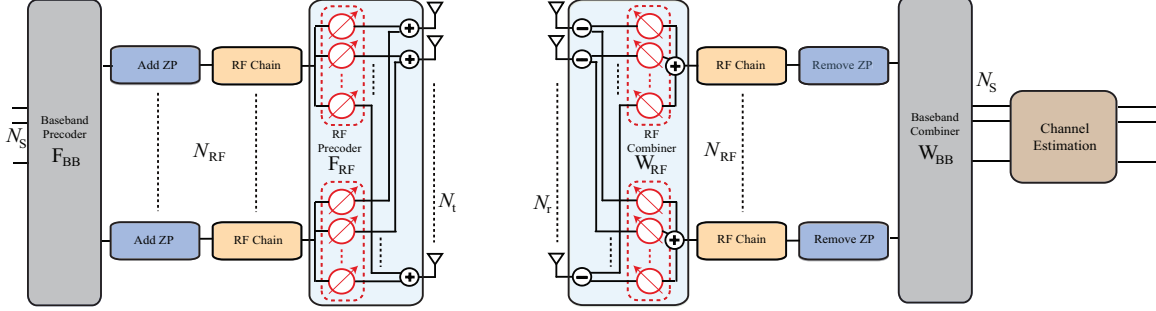 N_S
Baseband
Precoder
F_BB
Add ZP
RF Chain
N_RF
Add ZP
RF Chain
RF
Precoder
F_RF
N_t
N_r
RF
Combiner
W_RF
RF Chain
Remove ZP
N_RF
RF Chain
Remove ZP
Baseband
Combiner
W_BB
N_S
Channel
Estimation